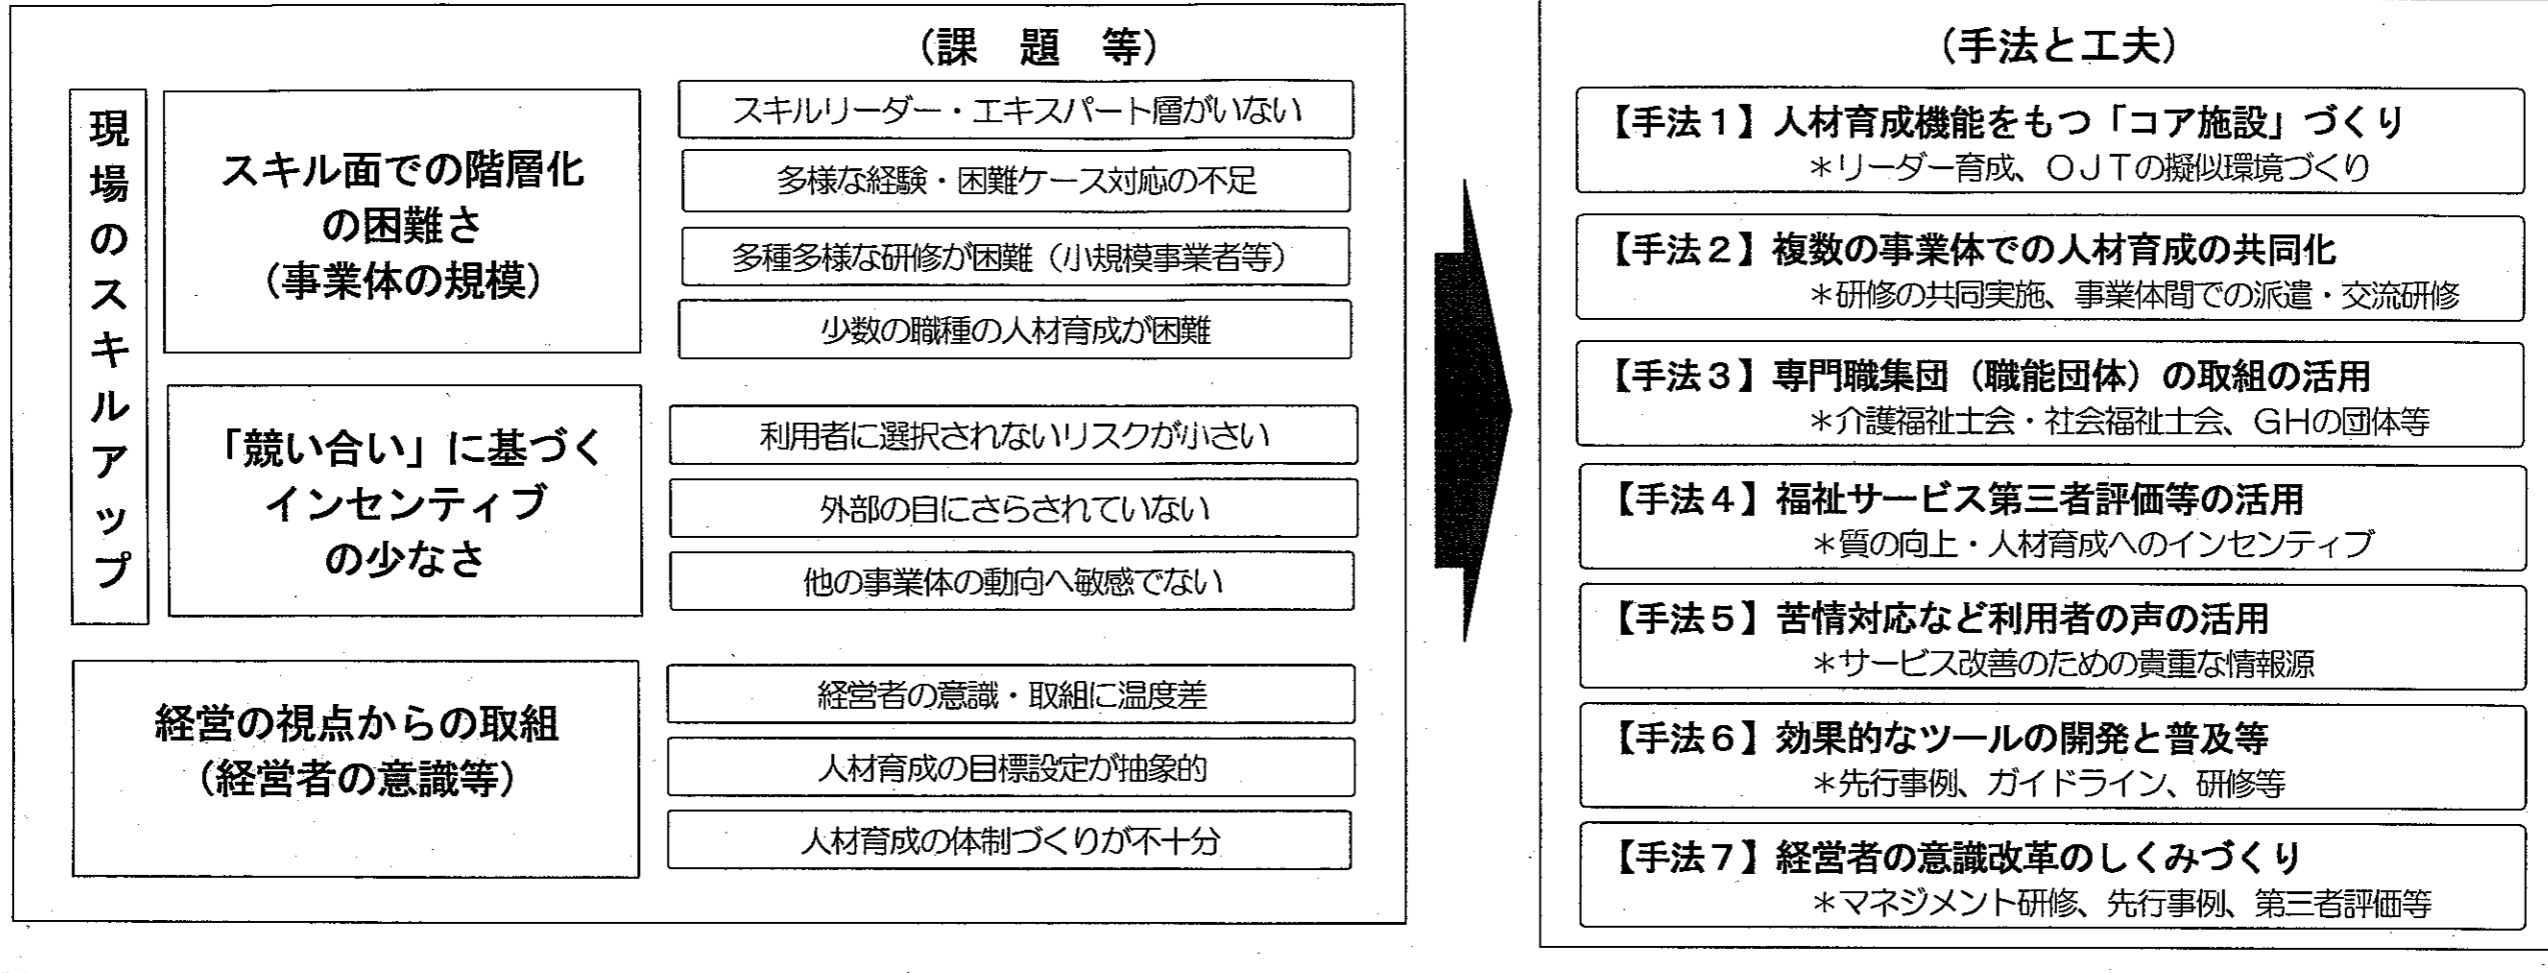 （課　題　等）
現場のスキルアップ
スキル面での階層化
の困難さ
（事業体の規模）
スキルリーダー・エキスパート層がいない
多様な経験・困難ケース対応の不足
多種多様な研修が困難（小規模事業者等）
少数の職種の人材育成が困難
「競い合い」に基づく
インセンティブ
の少なさ
利用者に選択されないリスクが小さい
外部の目にさらされていない
他の事業体の動向へ敏感でない
経営の視点からの取組
（経営者の意識等）
経営者の意識・取組に温度差
人材育成の目標設定が抽象的
人材育成の体制づくりが不十分
（手法と工夫）
【手法１】人材育成機能をもつ「コア施設」づくり
＊リーダー育成、ＯＪＴの擬似環境づくり
【手法２】複数の事業体での人材育成の共同化
＊研修の共同実施、事業体間での派遣・交流研修
【手法３】専門職集団（職能団体）の取組の活用
＊介護福祉士会・社会福祉士会、GHの団体等
【手法４】福祉サービス第三者評価等の活用
＊質の向上・人材育成へのインセンティブ
【手法５】苦情対応など利用者の声の活用
＊サービス改善のための貴重な情報源
【手法６】効果的なツールの開発と普及等
＊先行事例、ガイドライン、研修等
【手法７】経営者の意識改革のしくみづくり
＊マネジメント研修、先行事例、第三者評価等